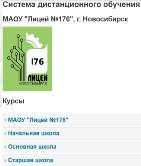 Система дистанционного обучения
МАОУ "Лицей №176", г. Новосибирск
176
ЛИЦЕЙ
Курсы
МАОУ "Лицей №176"
Начальная школа
Основная школа
Старшая школа